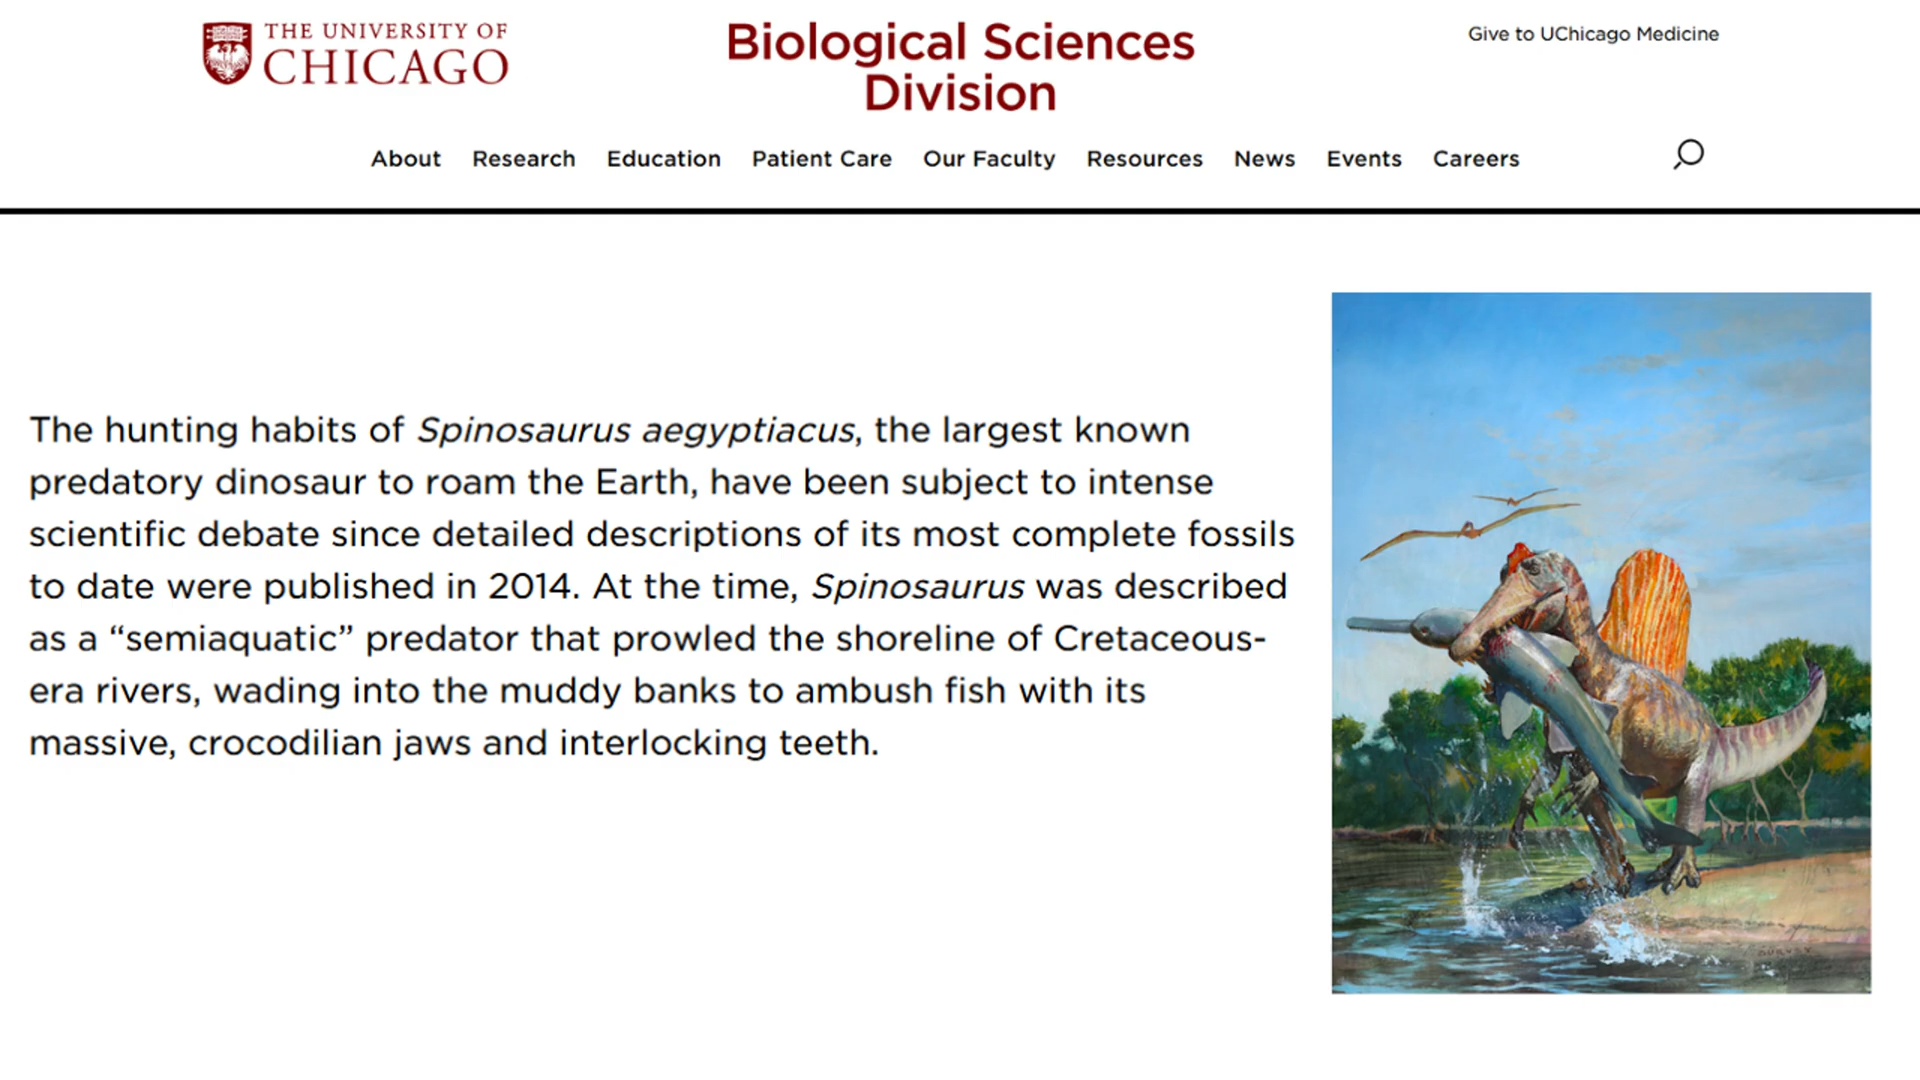 THE UNIVERSITY OF
CHICAGO
Biological Sciences
Division
Give to UChicago Medicine
About Research Education Patient Care Our Faculty Resources News Events Careers
The hunting habits of Spinosaurus aegyptiacus, the largest known
predatory dinosaur to roam the Earth, have been subject to intense
scientific debate since detailed descriptions of its most complete fossils
to date were published in 2014. At the time, Spinosaurus was described
as a “semiaquatic” predator that prowled the shoreline of Cretaceous-
era rivers, wading into the muddy banks to ambush fish with its
massive, crocodilian jaws and interlocking teeth.